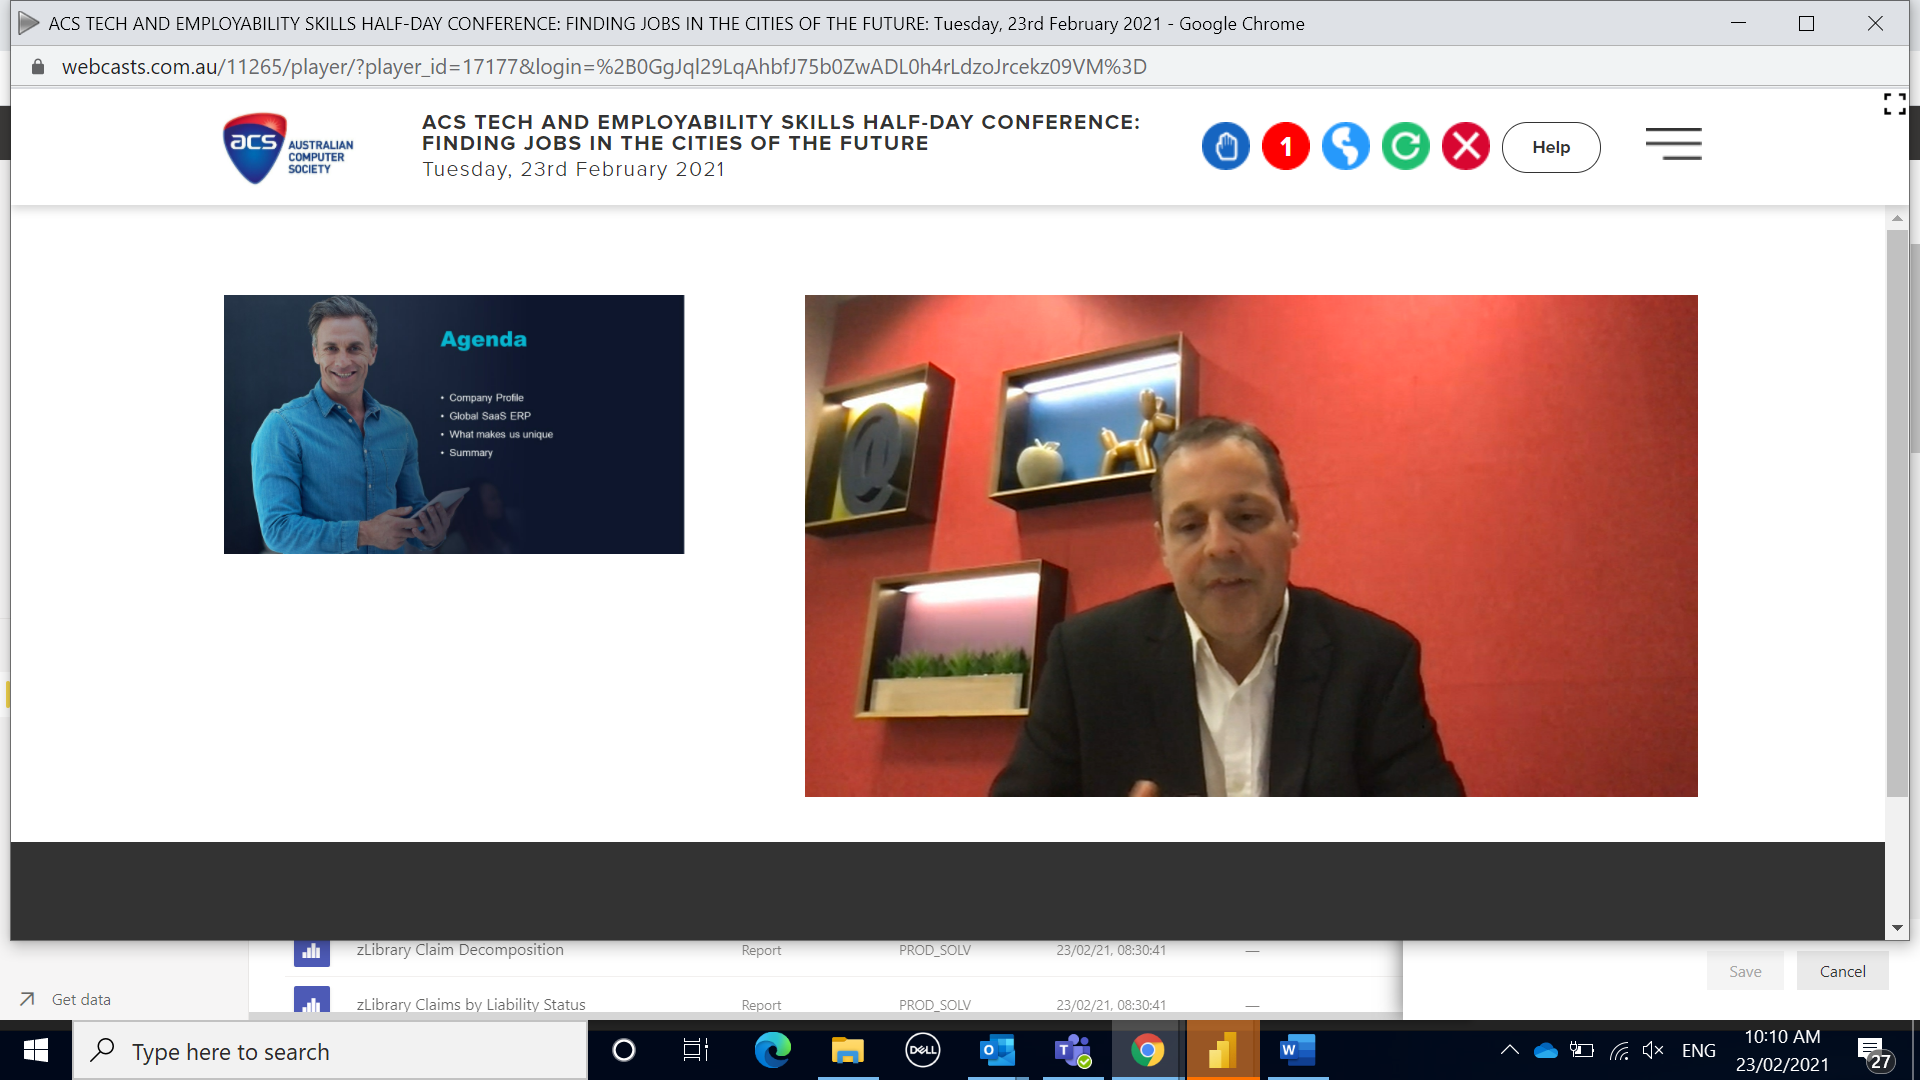 ACS TECH AND EMPLOYABILITY SKILLS HALF-DAY CONFERENCE: FINDING JOBS IN THE CITIES OF THE FUTURE: Tuesday, 23rd February 2021 - Google Chrome
webcasts.com.au/11265/player/?player_id=17177&login=%2B0GgJql29LqAhbfJ75b0ZwADL0h4rLdzoJrcekz09VM%3D
acs AUSTRALIAN
COMPUTER
SOCIETY
ACS TECH AND EMPLOYABILITY SKILLS HALF-DAY CONFERENCE:
FINDING JOBS IN THE CITIES OF THE FUTURE
Tuesday, 23rd February 2021
1
Help
Agenda
• Company Profile
• Global SaaS ERP
• What makes us unique
• Summary
@
zLibrary Claim Decomposition Report PROD_SOLV 23/02/21, 08:30:41 —
Save Cancel
Get data
zLibrary Claims by Liability Status Report PROD_SOLV 23/02/21, 08:30:41 —
Type here to search
DELL
O
T
W
ENG
10:10 AM
23/02/2021
27